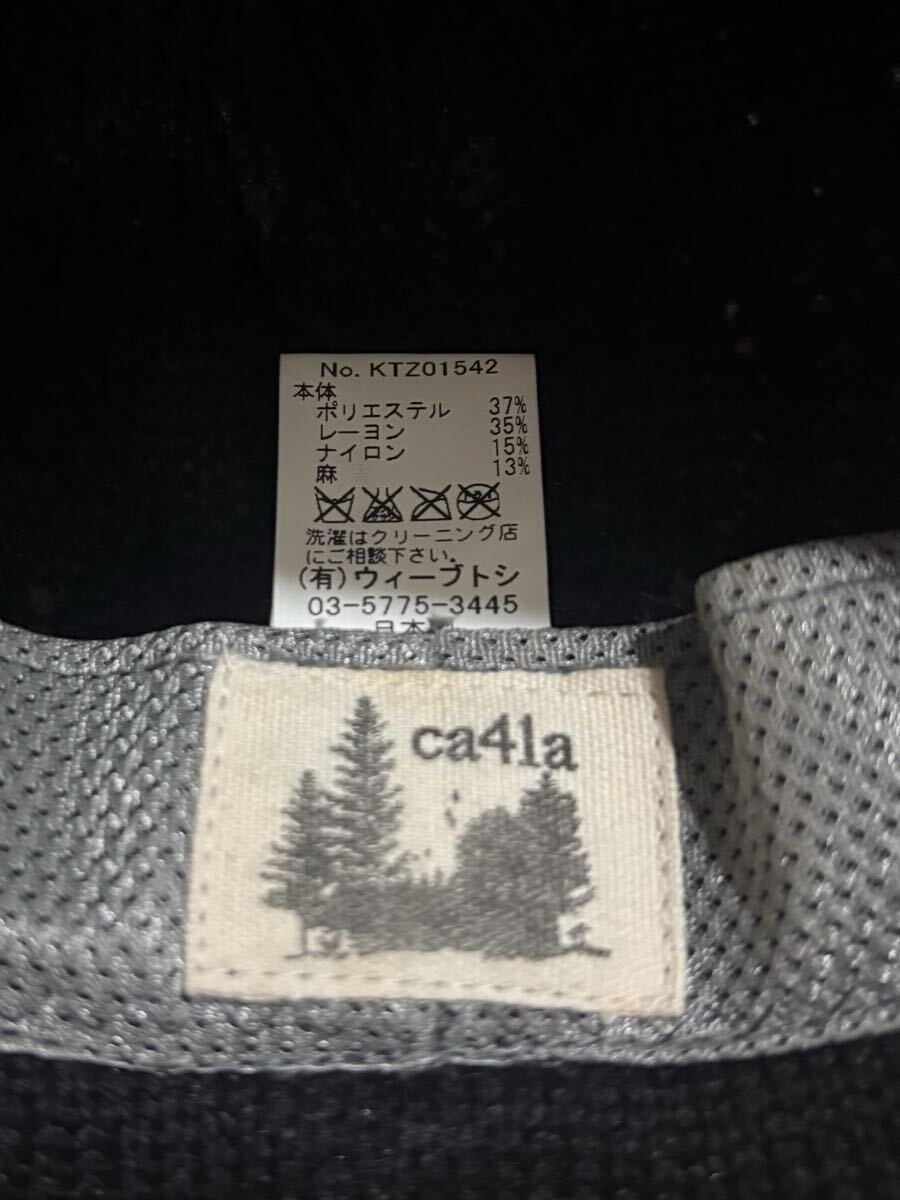 No. KTZ01542
本体
ポリエステル 37%
レーヨン 35%
ナイロン 15%
麻 13%
洗濯はクリーニング店
にご相談下さい。
(有)ウィーブトシ
03-5775-3445
日本
ca4la